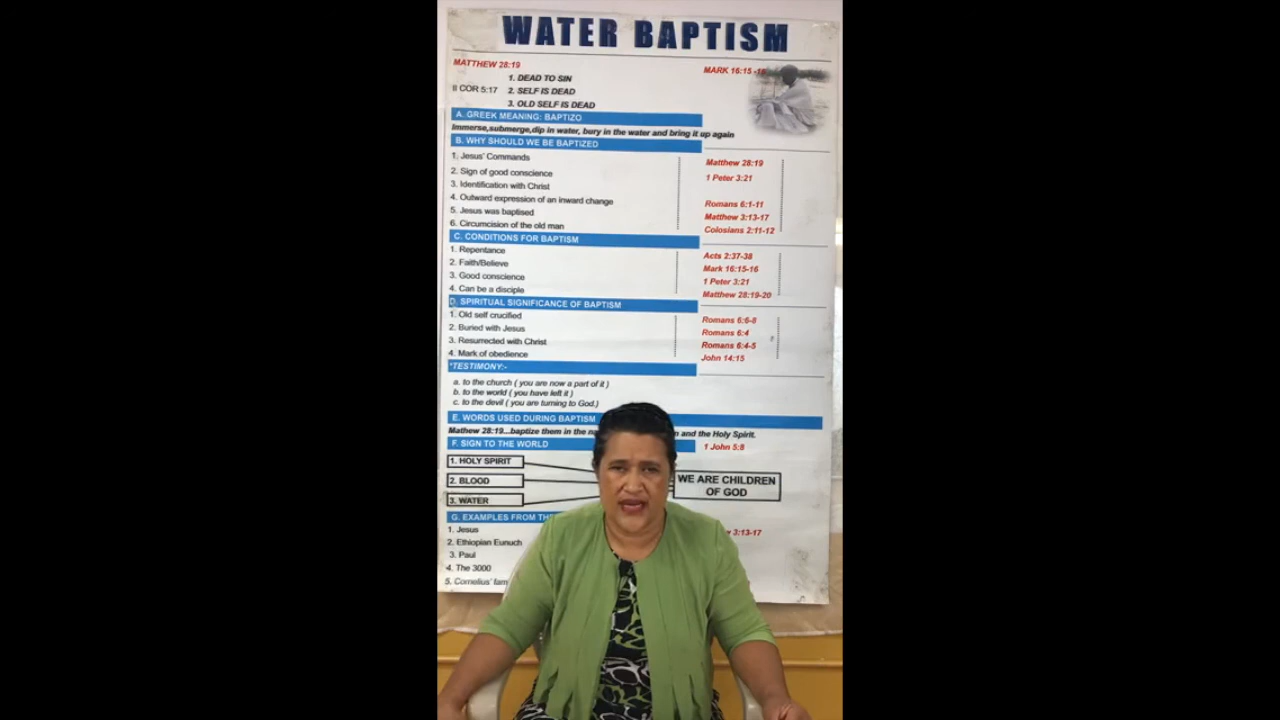 WATER BAPTISM
MATTHEW 28:19
MARK 16:15
1. DEAD TO SIN
II COR 5:17 2. SELF IS DEAD
3. OLD SELF IS DEAD
A. GREEK MEANING: BAPTIZO
Immerse,submerge,dip in water, bury in the water and bring it up again
B. WHY SHOULD WE BE BAPTIZED
1. Jesus' Commands Matthew 28:19
2. Sign of good conscience 1 Peter 3:21
3. Identification with Christ
4. Outward expression of an inward change Romans 6:1-11
5. Jesus was baptised Matthew 3:13-17
6. Circumcision of the old man Colosians 2:11-12
C. CONDITIONS FOR BAPTISM
1. Repentance Acts 2:37-38
2. Faith/Believe Mark 16:15-16
3. Good conscience 1 Peter 3:21
4. Can be a disciple Matthew 28:19-20
D. SPIRITUAL SIGNIFICANCE OF BAPTISM
1. Old self crucified Romans 6:6-8
2. Buried with Jesus Romans 6:4
3. Resurrected with Christ Romans 6:4-5
4. Mark of obedience John 14:15
*TESTIMONY:-
a. to the church ( you are now a part of it )
b. to the world ( you have left it )
c. to the devil ( you are turning to God.)
E. WORDS USED DURING BAPTISM
Mathew 28:19...baptize them in the and the Holy Spirit.
F. SIGN TO THE WORLD 1 John 5:8
1. HOLY SPIRIT
2. BLOOD
3. WATER
WE ARE CHILDREN
OF GOD
G. EXAMPLES FROM
1. Jesus 3:13-17
2. Ethiopian Eunuch
3. Paul
4. The 3000
5. Cornelius'